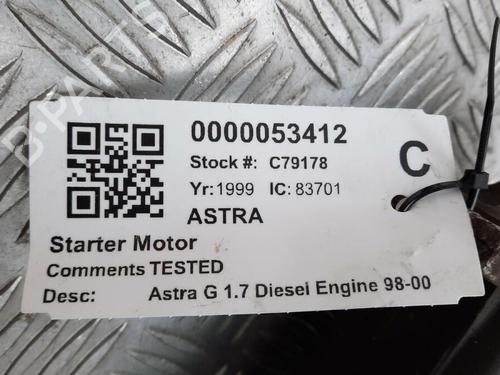 B-PARTS
0000053412
Stock #: C79178
C
Yr: 1999 IC: 83701
ASTRA
Starter Motor
Comments TESTED
Desc: Astra G 1.7 Diesel Engine 98-00